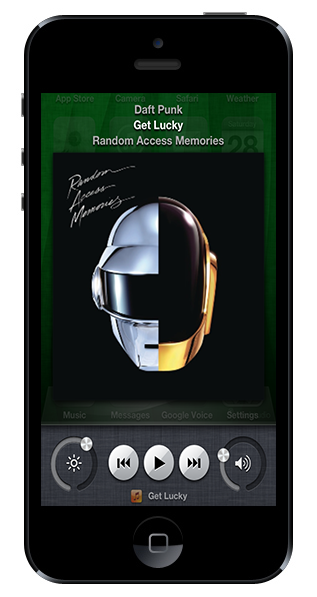 App Store Camera Safari Weather
Daft Punk
Get Lucky
Random Access Memories
28
Random
Access
Memories
Music Messages Google Voice Settings
Get Lucky